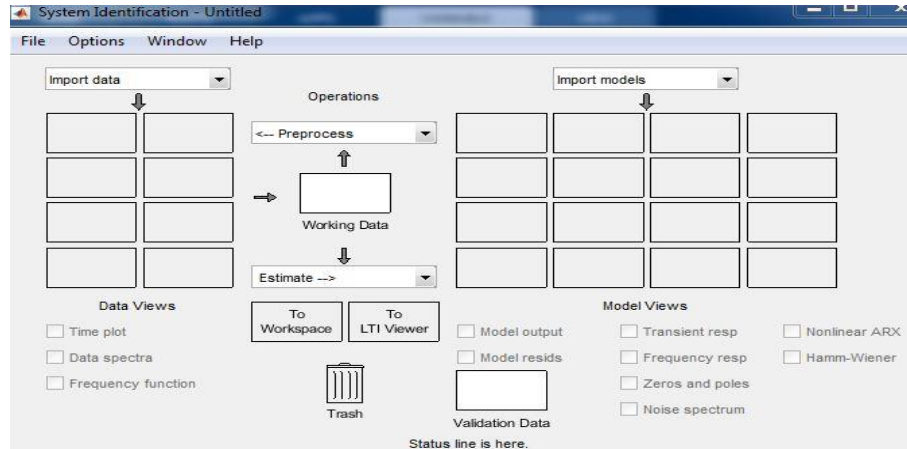 System Identification - Untitled
File Options Window Help
Import data
Import models
Operations
<-- Preprocess
Working Data
Estimate -->
Data Views
Model Views
To Workspace
To LTI Viewer
Time plot
Data spectra
Frequency function
Model output
Model resids
Transient resp
Frequency resp
Zeros and poles
Noise spectrum
Nonlinear ARX
Hamm-Wiener
Trash
Validation Data
Status line is here.